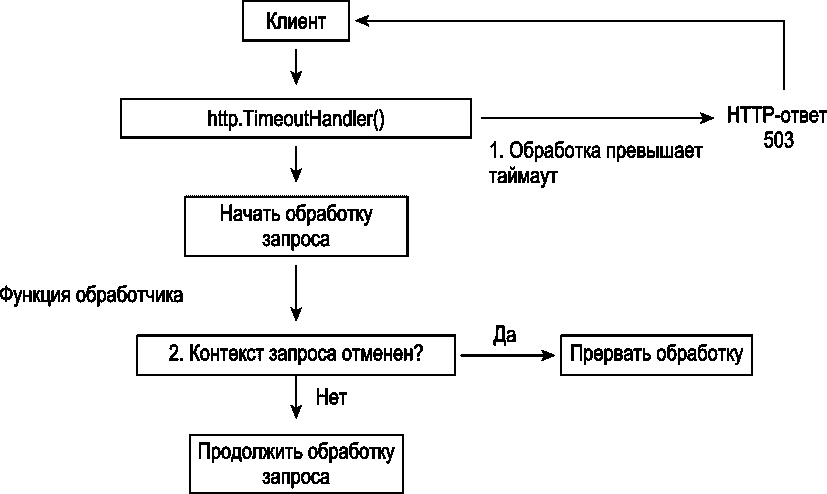 Клиент
http.TimeoutHandler()
HTTP-ответ
503
1. Обработка превышает
таймаут
Начать обработку
запроса
Функция обработчика
2. Контекст запроса отменен?
Да
Прервать обработку
Нет
Продолжить обработку
запроса